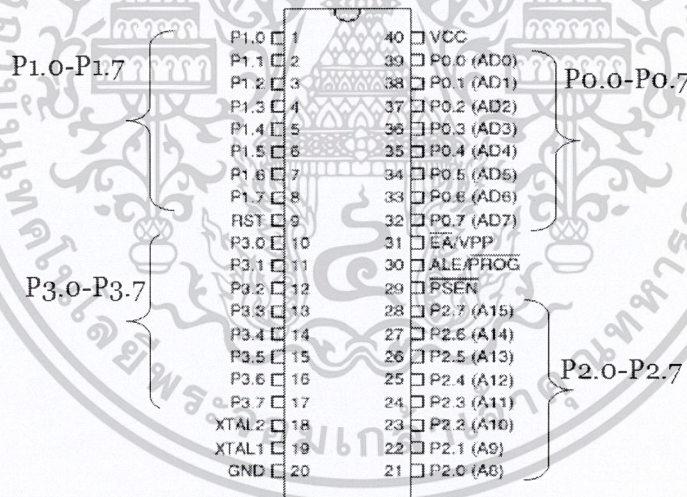 P1.0 1 40 VCC
P1.1 2 39 P0.0 (AD0)
P1.0-P1.7
P1.2 3 38 P0.1 (AD1)
P0.0-P0.7
P1.3 4 37 P0.2 (AD2)
P1.4 5 36 P0.3 (AD3)
P1.5 6 35 P0.4 (AD4)
P1.6 7 34 P0.5 (AD5)
P1.7 8 33 P0.6 (AD6)
RST 9 32 P0.7 (AD7)
P3.0 10 31 EA/VPP
P3.1 11 30 ALE/PROG
P3.0-P3.7
P3.2 12 29 PSEN
P3.3 13 28 P2.7 (A15)
P3.4 14 27 P2.6 (A14)
P3.5 15 26 P2.5 (A13)
P2.0-P2.7
P3.6 16 25 P2.4 (A12)
P3.7 17 24 P2.3 (A11)
XTAL2 18 23 P2.2 (A10)
XTAL1 19 22 P2.1 (A9)
GND 20 21 P2.0 (A8)